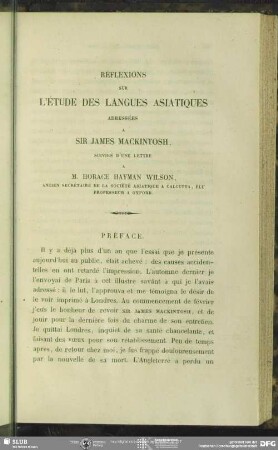 REFLEXIONS
SUR
L'ÉTUDE DES LANGUES ASIATIQUES
ADRESSÉES
A
SIR JAMES MACKINTOSH,
SUIVIES D'UNE LETTRE
A
M. HORACE HAYMAN WILSON,
ANCIEN SECRÉTAIRE DE LA SOCIÉTÉ ASIATIQUE A CALCUTTA, ÉLU
PROFESSEUR A OXFORD
PRÉFACE.
Il y a déjà plus d'un an que l'essai que je présente
aujourd'hui au public, était achevé: des causes acciden-
telles en ont retardé l'impression. L'automne dernier je
l'envoyai de Paris à cet illustre savant à qui je l'avais
adressé: il le lut, l'approuva et me témoigna le désir de
le voir imprimé à Londres. Au commencement de février
j'eus le bonheur de revoir SIR JAMES MACKINTOSH, et de
jouir pour la dernière fois du charme de son entretien.
Je quittai Londres, inquiet de sa santé chancelante, et
faisant des voeux pour son rétablissement. Peu de temps
après, de retour chez moi, je fus frappé douloureusement
par la nouvelle de sa mort. L'Angleterre a perdu un
SLUB